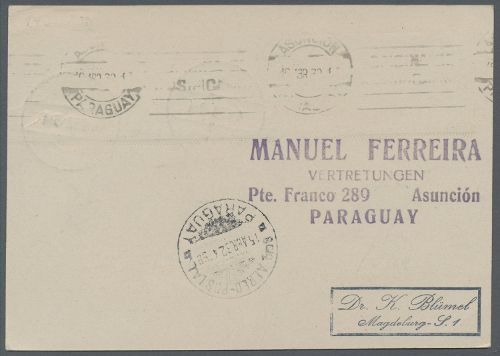 ASUNCION
PARAGUAY
MANUEL FERREIRA
VERTRETUNGEN
Pte. Franco 289 Asunción
PARAGUAY
PARAGUAY
Dr. K. Blümel
Magdeburg-S. 1